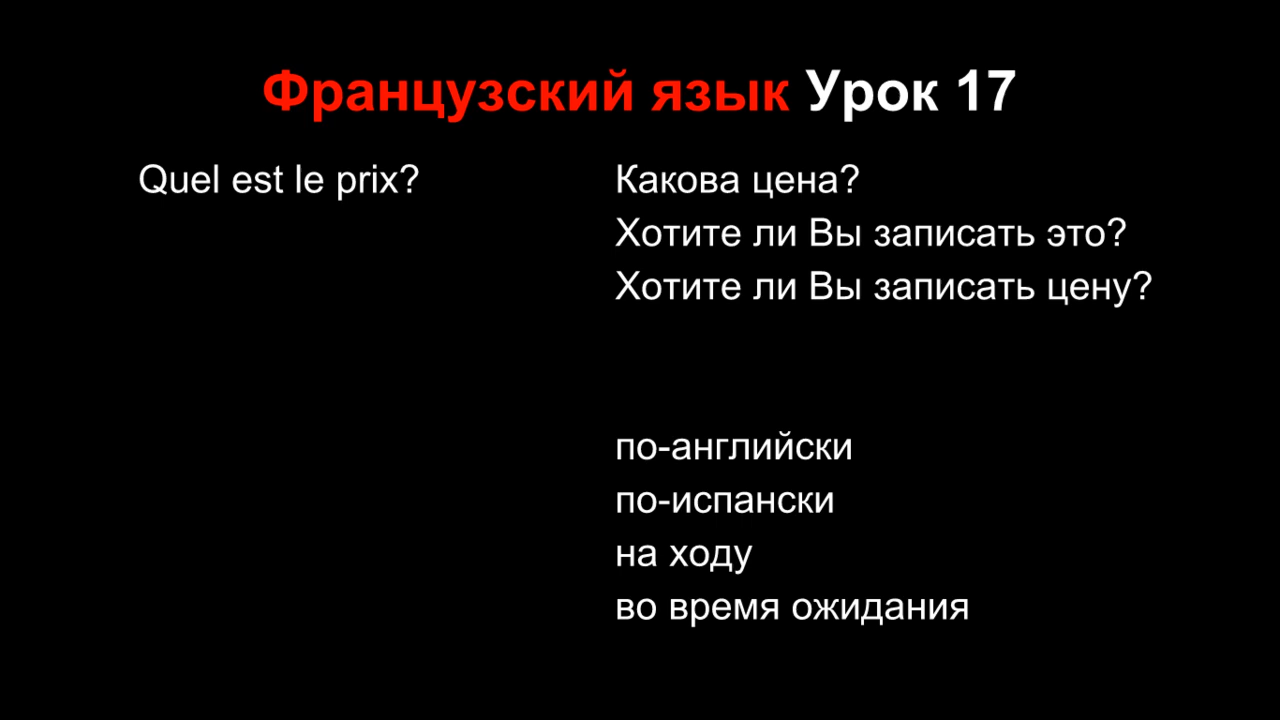 Французский язык Урок 17
Quel est le prix? Какова цена?
Хотите ли Вы записать это?
Хотите ли Вы записать цену?
по-английски
по-испански
на ходу
во время ожидания